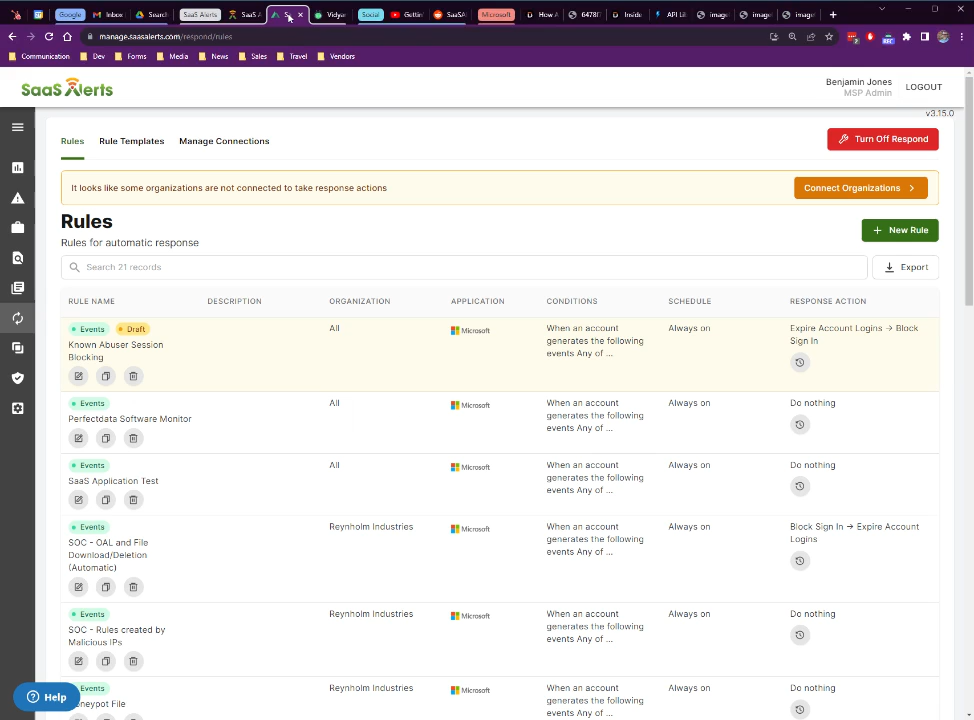 Google
Inbox
Search
SaaS Alerts
SaaS A
S
Vidyar
Social
Gettin
SaaSA
Microsoft
How A
6478f
Inside
API Li
image
image
image
manage.saasalerts.com/respond/rules
Communication
Dev
Forms
Media
News
Sales
Travel
Vendors
SaaS Alerts
Benjamin Jones
MSP Admin
LOGOUT
v3.15.0
Rules
Rule Templates
Manage Connections
Turn Off Respond
It looks like some organizations are not connected to take response actions
Connect Organizations
Rules
Rules for automatic response
New Rule
Search 21 records
Export
RULE NAME
DESCRIPTION
ORGANIZATION
APPLICATION
CONDITIONS
SCHEDULE
RESPONSE ACTION
Events
Draft
Known Abuser Session
Blocking
All
Microsoft
When an account
generates the following
events Any of ...
Always on
Expire Account Logins → Block
Sign In
Events
Perfectdata Software Monitor
All
Microsoft
When an account
generates the following
events Any of ...
Always on
Do nothing
Events
SaaS Application Test
All
Microsoft
When an account
generates the following
events Any of ...
Always on
Do nothing
Events
SOC - OAL and File
Download/Deletion
(Automatic)
Reynholm Industries
Microsoft
When an account
generates the following
events Any of ...
Always on
Block Sign In → Expire Account
Logins
Events
SOC - Rules created by
Malicious IPs
Reynholm Industries
Microsoft
When an account
generates the following
events Any of ...
Always on
Do nothing
Events
oneypot File
Reynholm Industries
Microsoft
When an account
generates the following
events Any of ...
Always on
Do nothing
Help